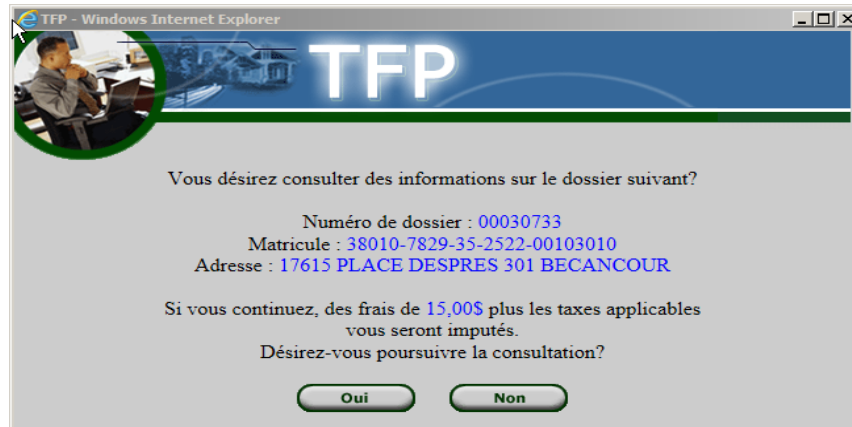 TFP - Windows Internet Explorer
TFP
Vous désirez consulter des informations sur le dossier suivant?
Numéro de dossier : 00030733
Matricule : 38010-7829-35-2522-00103010
Adresse : 17615 PLACE DESPRES 301 BECANCOUR
Si vous continuez, des frais de 15,00$ plus les taxes applicables
vous seront imputés.
Désirez-vous poursuivre la consultation?
Oui Non